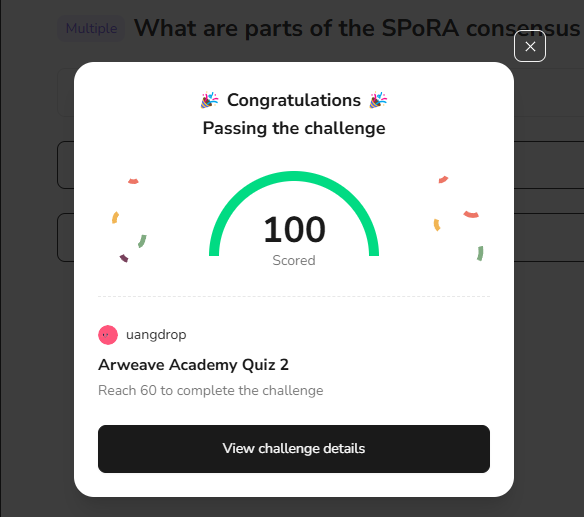 Multiple What are parts of the SPoRA consensus
Congratulations
Passing the challenge
100
Scored
uangdrop
Arweave Academy Quiz 2
Reach 60 to complete the challenge
View challenge details